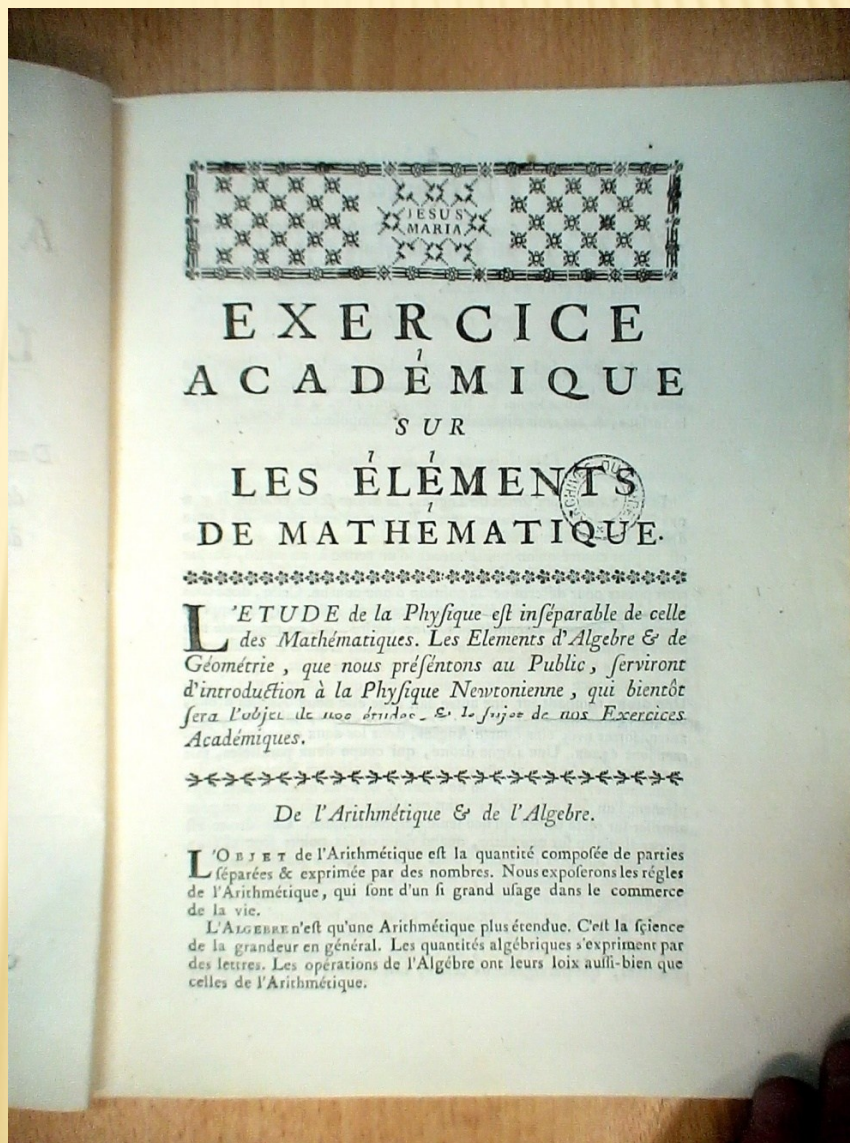 JESUS
MARIA
EXERCICE
ACADÉMIQUE
SUR
LES ÉLÉMENTS
DE MATHÉMATIQUE.
L'ETUDE de la Phyſique eſt inſéparable de celle
des Mathématiques. Les Elements d'Algebre & de
Géométrie, que nous préſéntons au Public, ſerviront
d'introduction à la Phyſique Newtonienne, qui bientôt
ſera l'objet de nos études, & le ſujet de nos Exercices
Académiques.
De l'Arithmétique & de l'Algebre.
L'OBJET de l'Arithmétique eſt la quantité compoſée de parties
ſéparées & exprimée par des nombres. Nous expoſerons les régles
de l'Arithmétique, qui ſont d'un ſi grand uſage dans le commerce
de la vie.
L'ALGEBRE n'eſt qu'une Arithmétique plus étendue. C'eſt la ſçience
de la grandeur en général. Les quantités algébriques s'expriment par
des lettres. Les opérations de l'Algébre ont leurs loix auſſi-bien que
celles de l'Arithmétique.